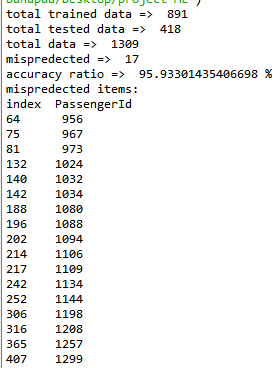 total trained data =>  891
total tested data =>  418
total data =>  1309
mispredected =>  17
accuracy ratio =>  95.93301435406698 %
mispredected items:
index  PassengerId
64      956
75      967
81      973
132    1024
140    1032
142    1034
188    1080
196    1088
202    1094
214    1106
217    1109
242    1134
252    1144
306    1198
316    1208
365    1257
407    1299